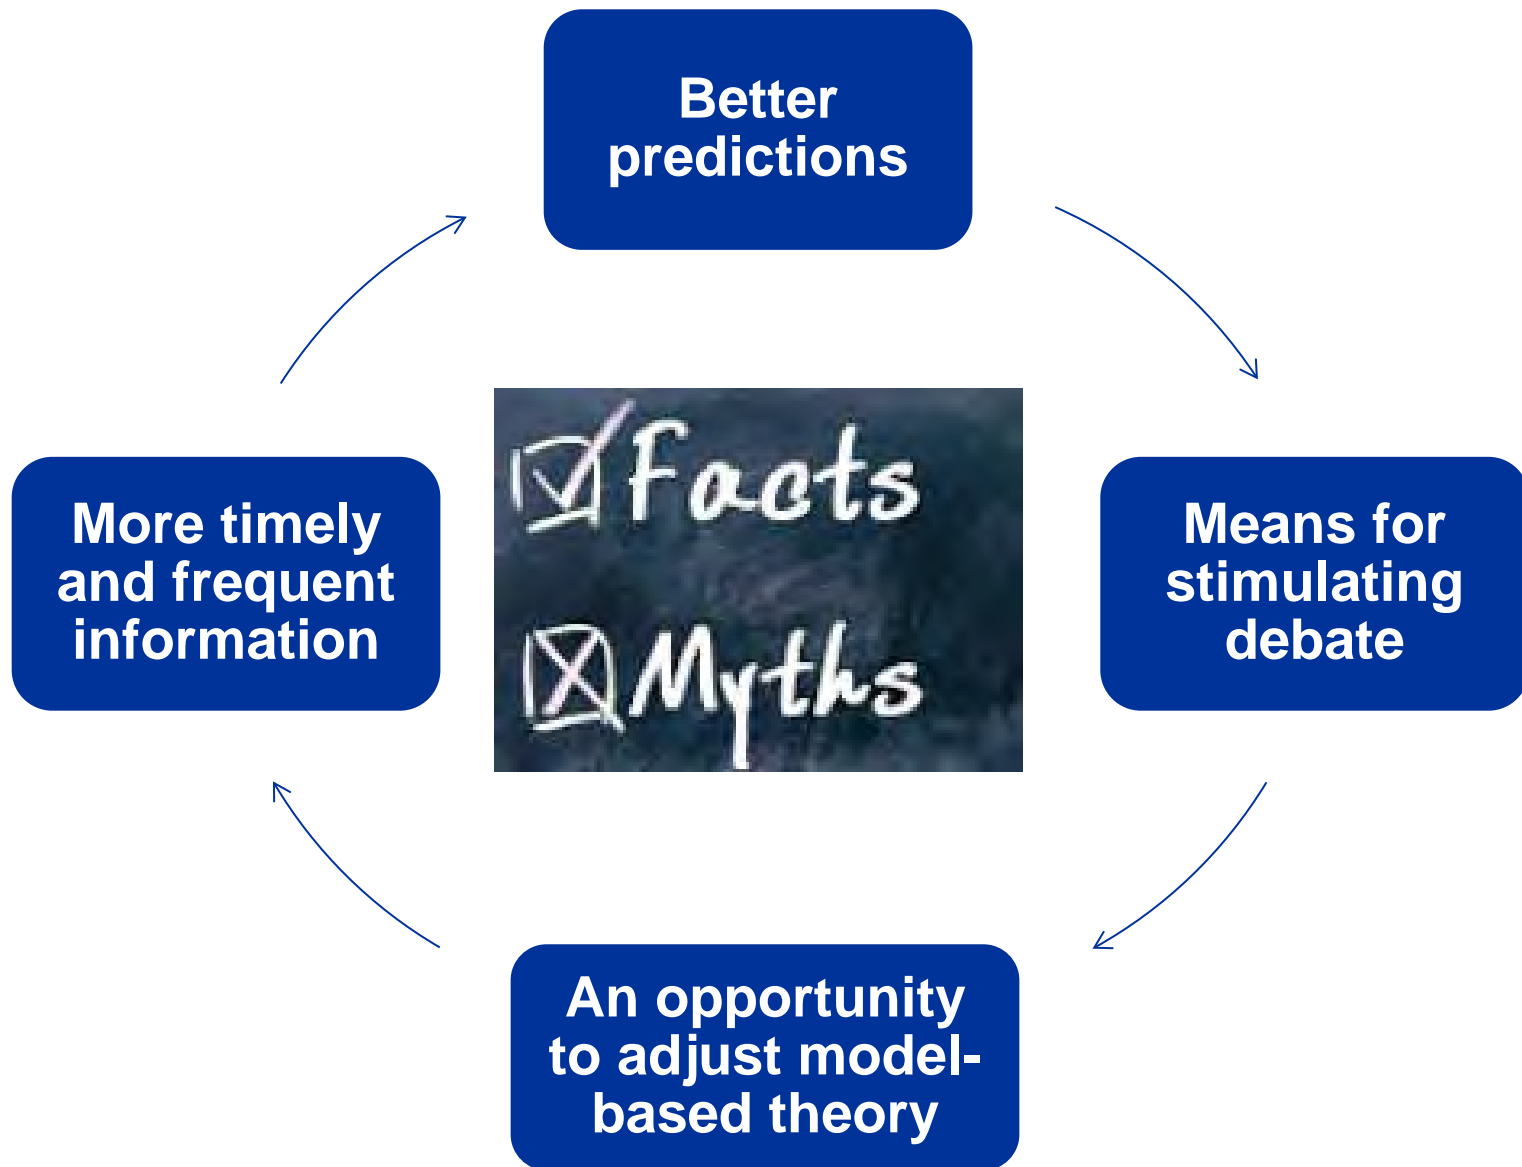 Better
predictions
More timely
and frequent
information
Facts
Myths
Means for
stimulating
debate
An opportunity
to adjust model-
based theory